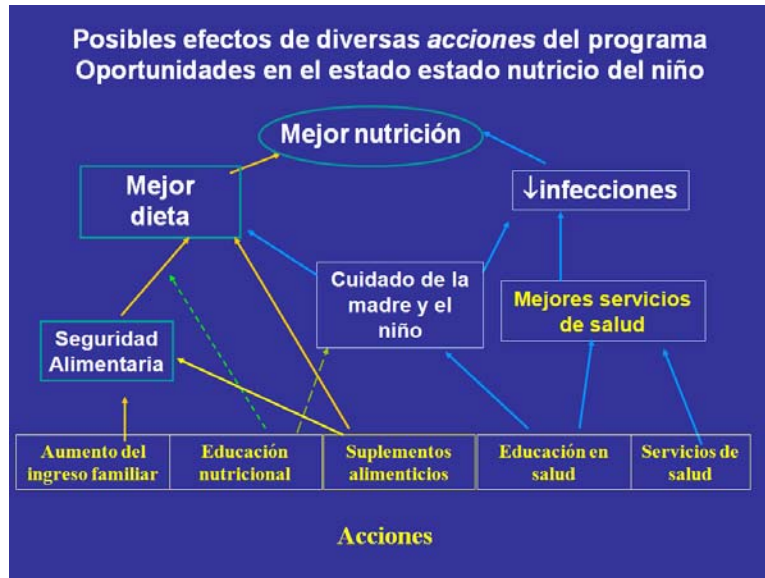 Posibles efectos de diversas acciones del programa
Oportunidades en el estado estado nutricio del niño
Mejor nutrición
Mejor
dieta
↓infecciones
Cuidado de la
madre y el
niño
Mejores servicios
de salud
Seguridad
Alimentaria
Aumento del
ingreso familiar
Educación
nutricional
Suplementos
alimenticios
Educación en
salud
Servicios de
salud
Acciones